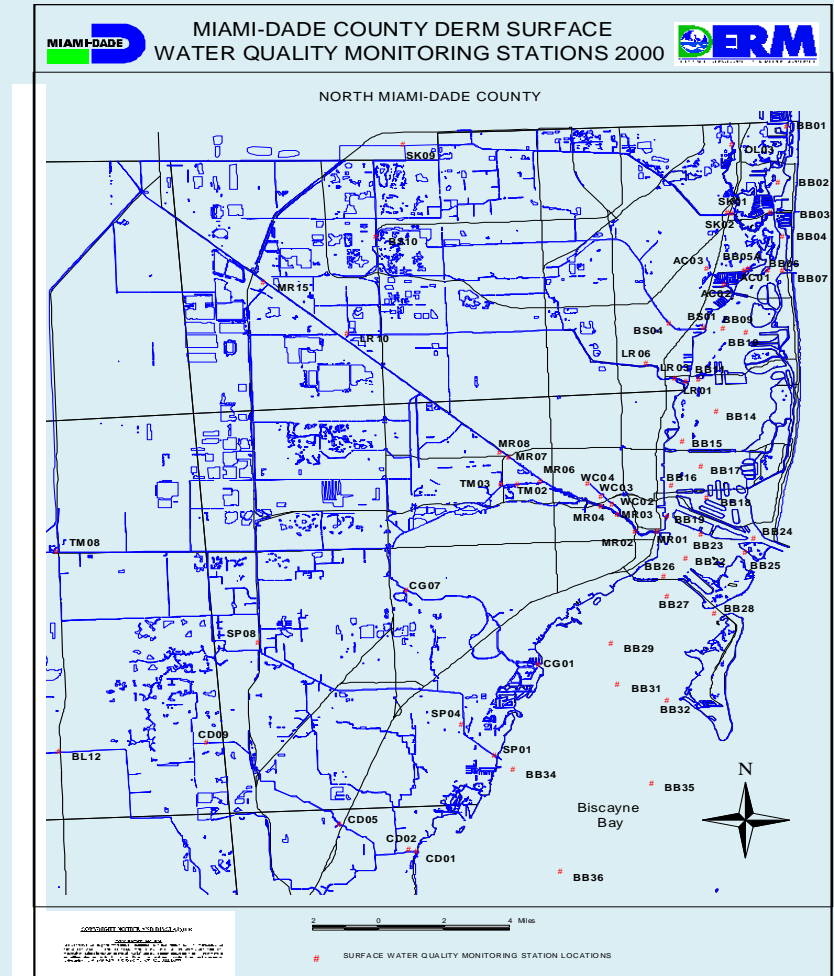 MIAMI-DADE
MIAMI-DADE COUNTY DERM SURFACE
WATER QUALITY MONITORING STATIONS 2000
DERM
NORTH MIAMI-DADE COUNTY
BB01
OL03
SK09
BB02
SK01
BB03
SK02
BB04
BS10
BB05A
AC03
BB06
AC01
BB07
MR15
AC02
BS01
BB09
BS04
LR10
BB10
LR06
LR03
BB11
LR01
BB14
MR08
BB15
MR07
BB17
MR06
WC04
BB16
TM03
TM02
WC03
WC02
BB18
MR04
MR03
BB19
MR02
MR01
BB24
TM08
BB23
BB22
BB25
BB26
CG07
BB27
BB28
SP08
BB29
CG01
BB31
BB32
SP04
CD09
SP01
BL12
BB34
N
BB35
Biscayne
Bay
CD05
CD02
CD01
BB36
2 0 2 4 Miles
# SURFACE WATER QUALITY MONITORING STATION LOCATIONS